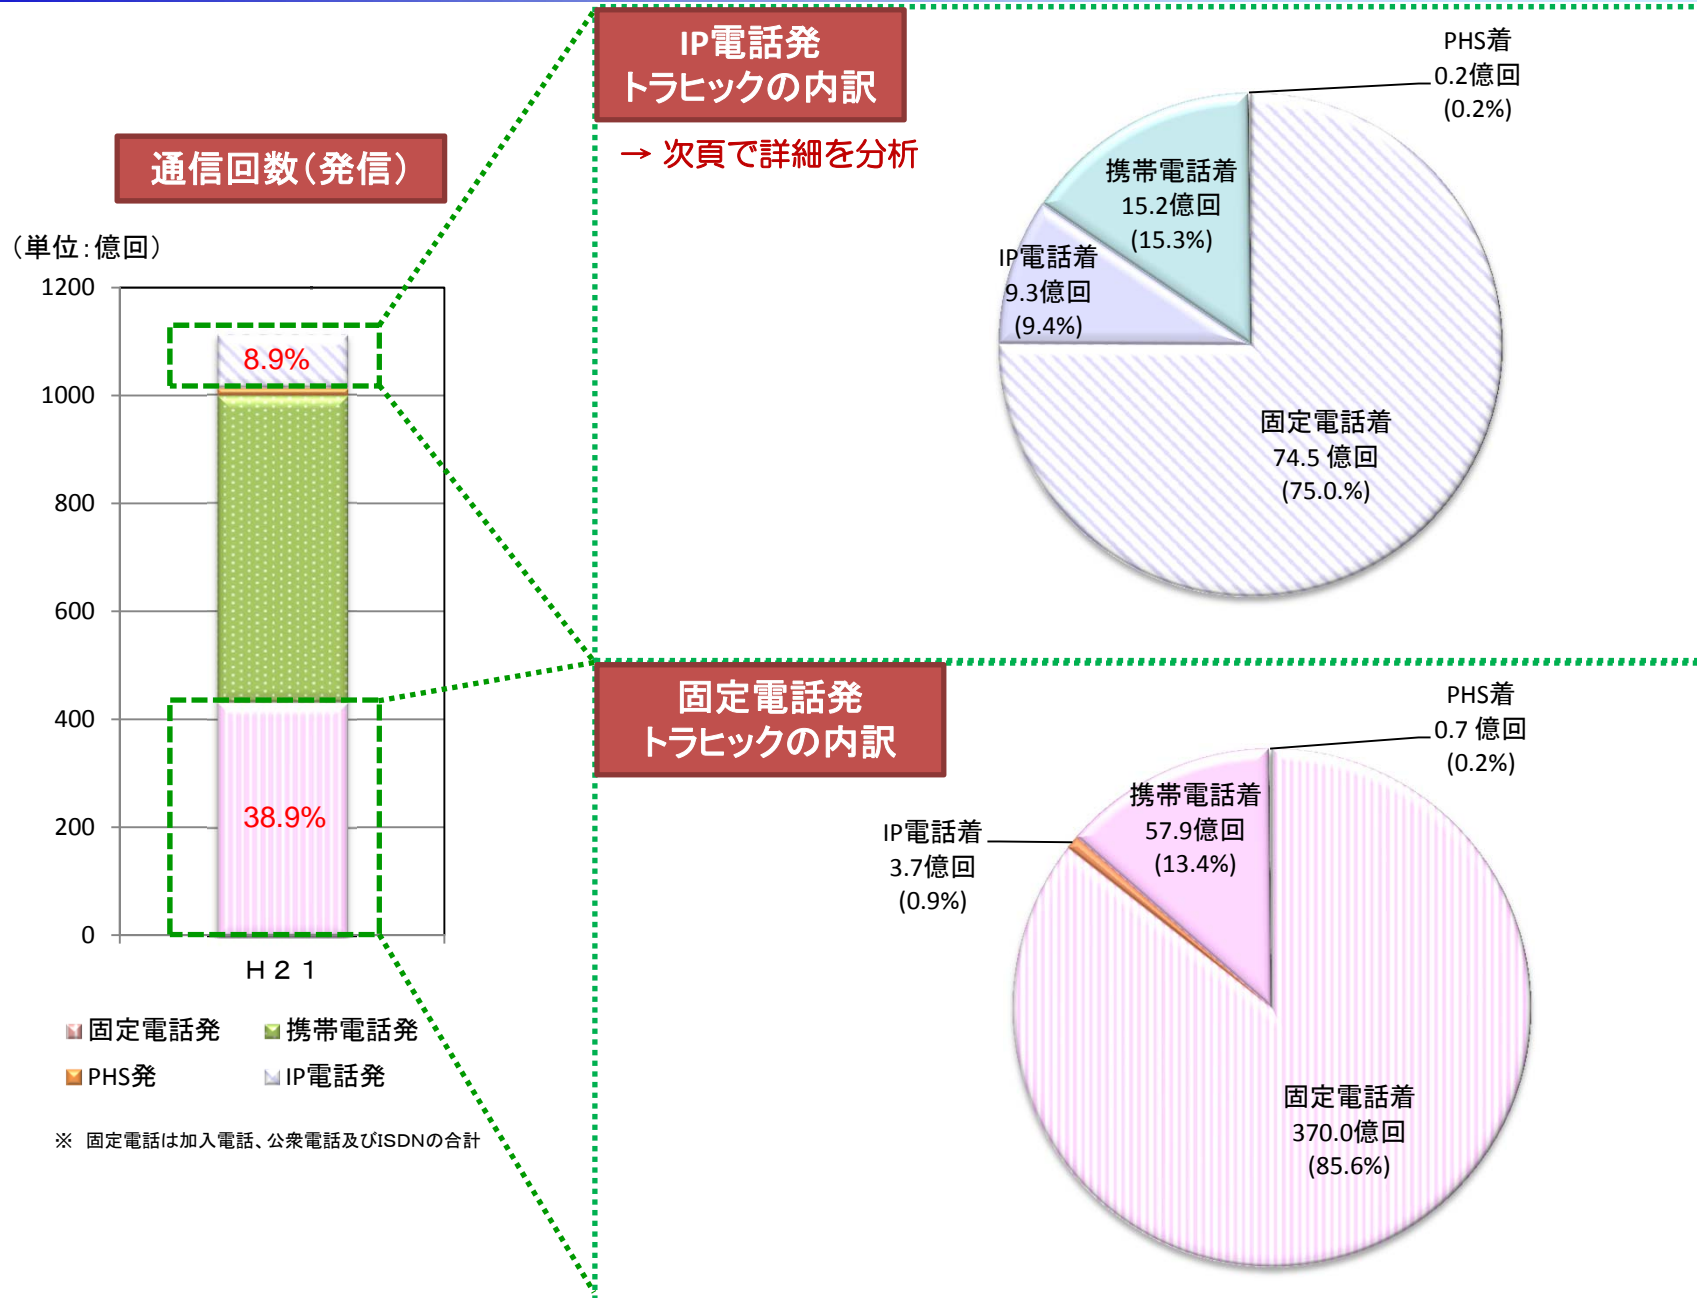 通信回数（発信）
（単位：億回）
1200
1000
800
600
400
200
0
8.9%
38.9%
Ｈ２１
固定電話発
携帯電話発
PHS発
IP電話発
※　固定電話は加入電話、公衆電話及びISDNの合計
IP電話発
トラヒックの内訳
→ 次頁で詳細を分析
PHS着
0.2億回
(0.2%)
携帯電話着
15.2億回
(15.3%)
IP電話着
9.3億回
(9.4%)
固定電話着
74.5 億回
(75.0.%)
固定電話発
トラヒックの内訳
PHS着
0.7 億回
(0.2%)
携帯電話着
57.9億回
(13.4%)
IP電話着
3.7億回
(0.9%)
固定電話着
370.0億回
(85.6%)